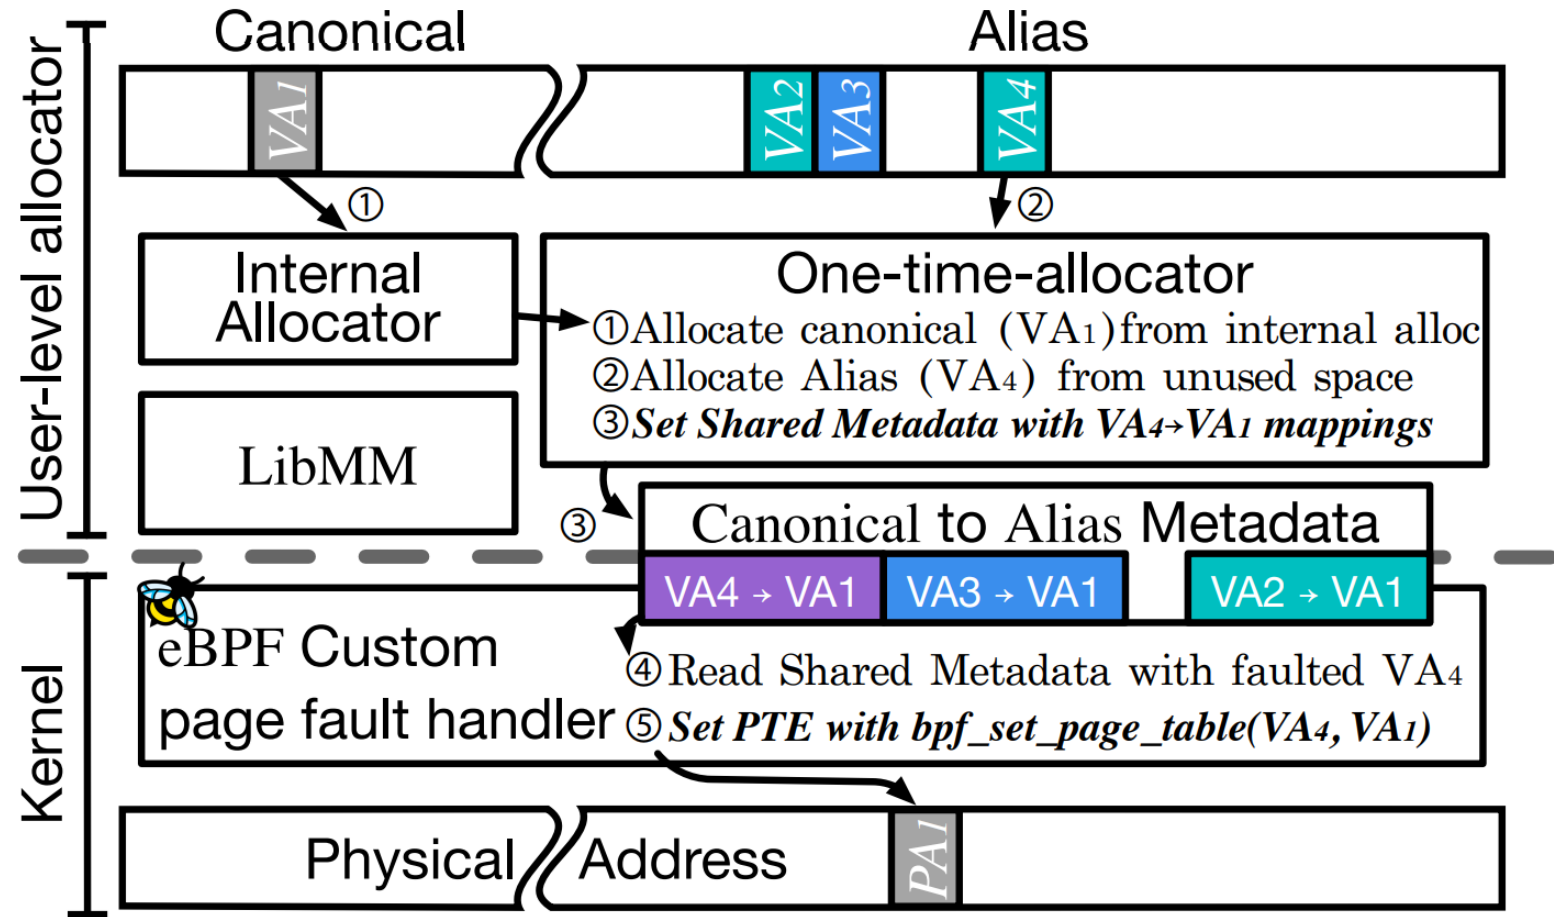 Canonical
Alias
User-level allocator
VA1
VA2
VA3
VA4
①
②
Internal
Allocator
One-time-allocator
①Allocate canonical (VA1)from internal alloc
②Allocate Alias (VA4) from unused space
③Set Shared Metadata with VA4→VA1 mappings
LibMM
③
Canonical to Alias Metadata
VA4 → VA1
VA3 → VA1
VA2 → VA1
Kernel
eBPF Custom
page fault handler
④Read Shared Metadata with faulted VA4
⑤Set PTE with bpf_set_page_table(VA4, VA1)
Physical Address
PA1